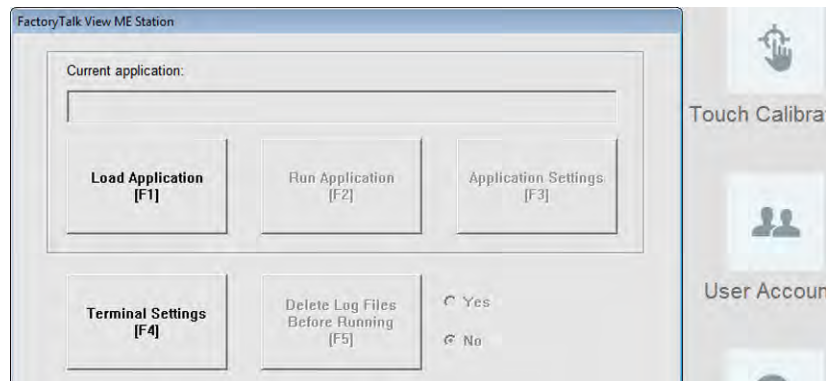 FactoryTalk View ME Station
Current application:
Load Application
[F1]
Run Application
[F2]
Application Settings
[F3]
Terminal Settings
[F4]
Delete Log Files
Before Running
[F5]
Yes
No
Touch Calibra
User Accoun